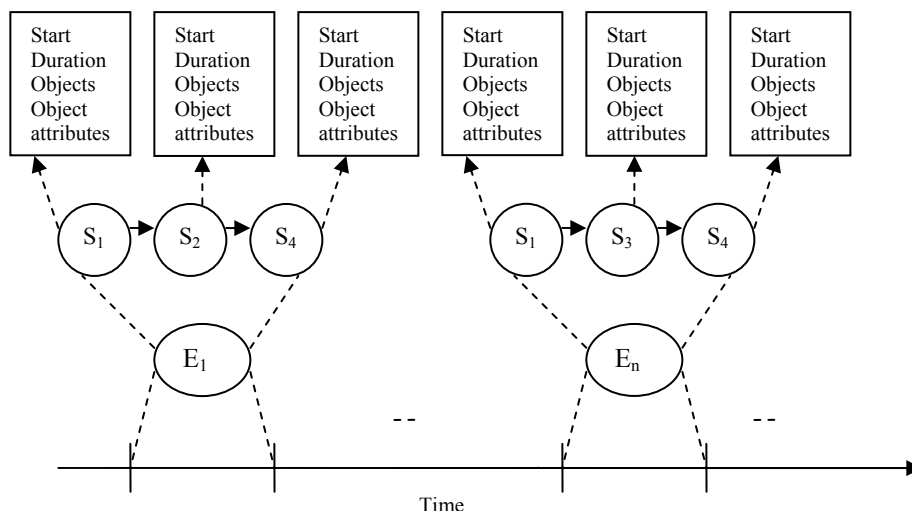 Start
Duration
Objects
Object
attributes
Start
Duration
Objects
Object
attributes
Start
Duration
Objects
Object
attributes
Start
Duration
Objects
Object
attributes
Start
Duration
Objects
Object
attributes
Start
Duration
Objects
Object
attributes
S₁ S₂ S₄ S₁ S₃ S₄
E₁ Eₙ
-- --
Time